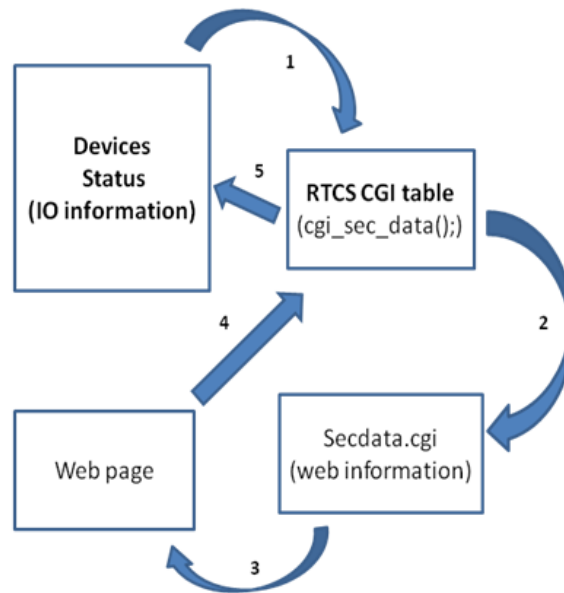 1
Devices
Status
(IO information)
5
RTCS CGI table
(cgi_sec_data();)
4
2
Web page
Secdata.cgi
(web information)
3